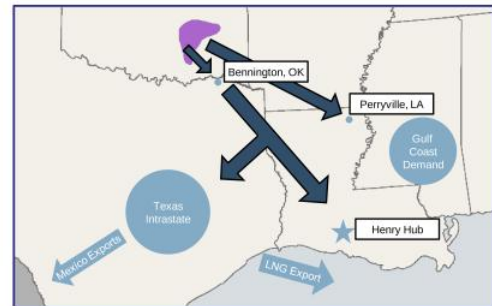 Bennington, OK
Perryville, LA
Gulf
Coast
Demand
Texas
Intrastate
Henry Hub
Mexico Exports
LNG Export